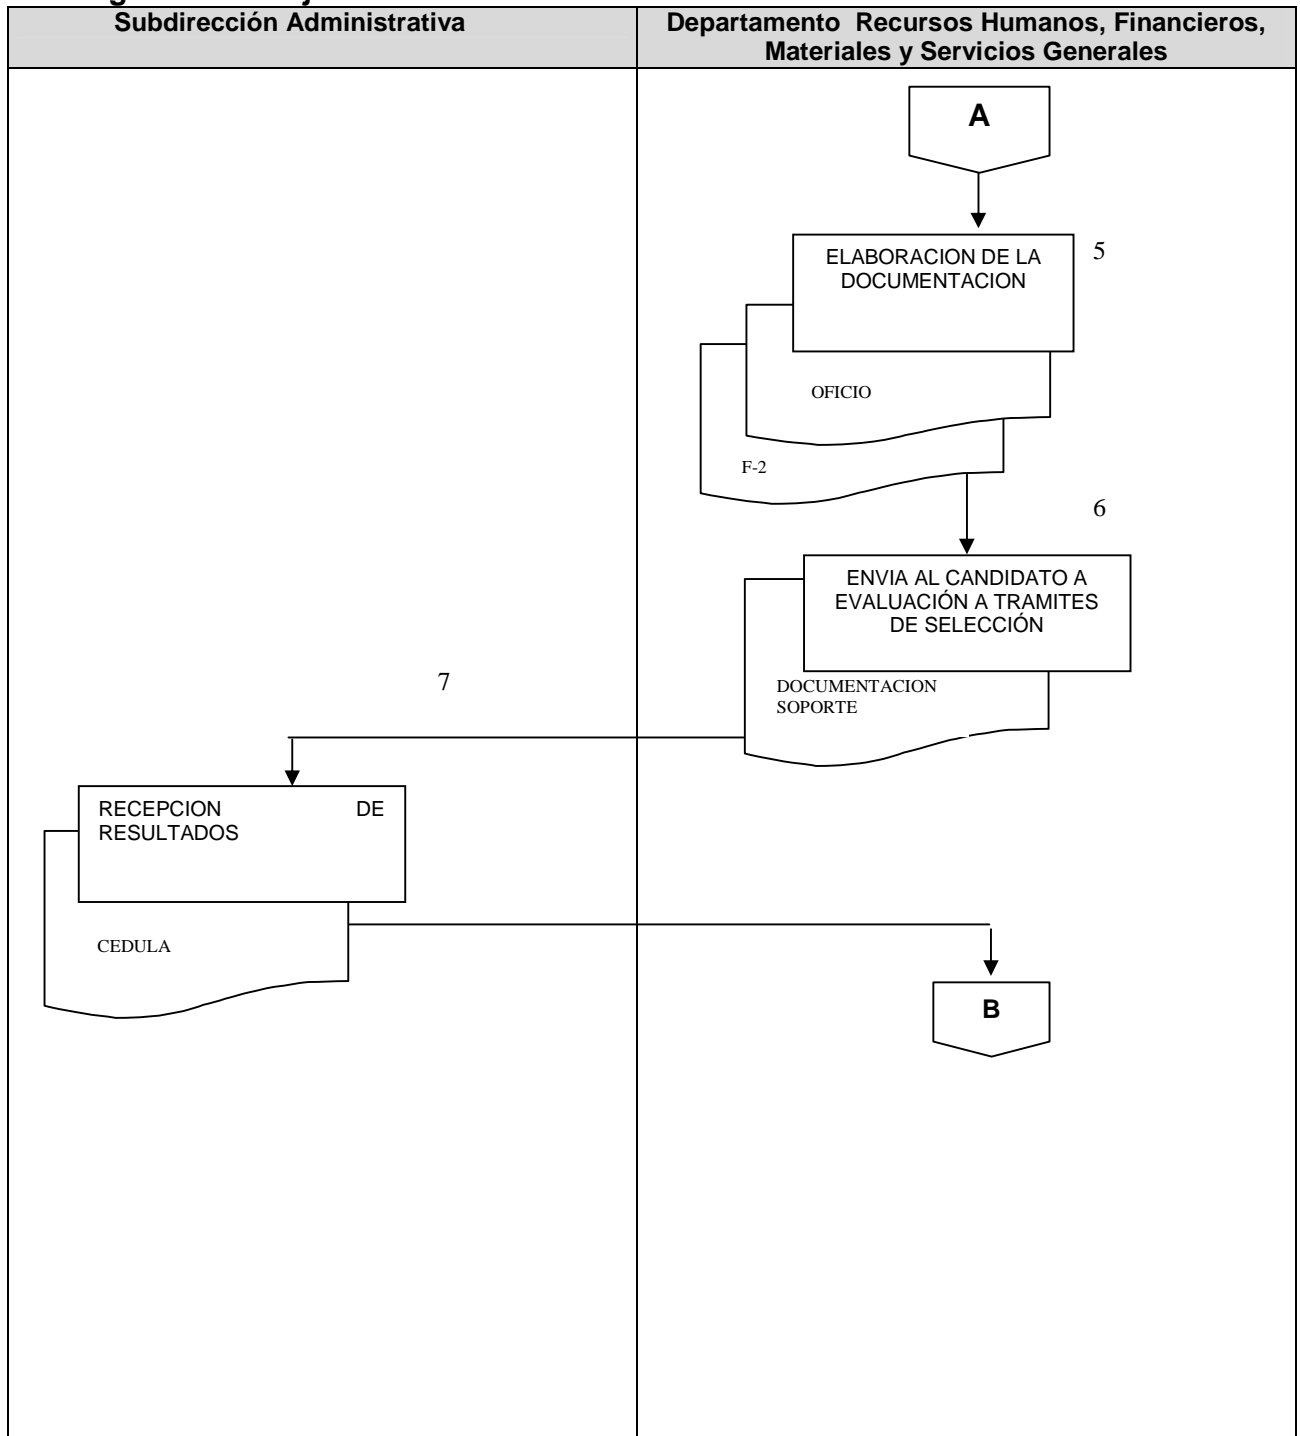 Subdirección Administrativa
Departamento Recursos Humanos, Financieros,
Materiales y Servicios Generales
A
ELABORACION DE LA
DOCUMENTACION
5
OFICIO
F-2
6
ENVIA AL CANDIDATO A
EVALUACIÓN A TRAMITES
DE SELECCIÓN
7
DOCUMENTACION
SOPORTE
RECEPCION DE
RESULTADOS
CEDULA
B